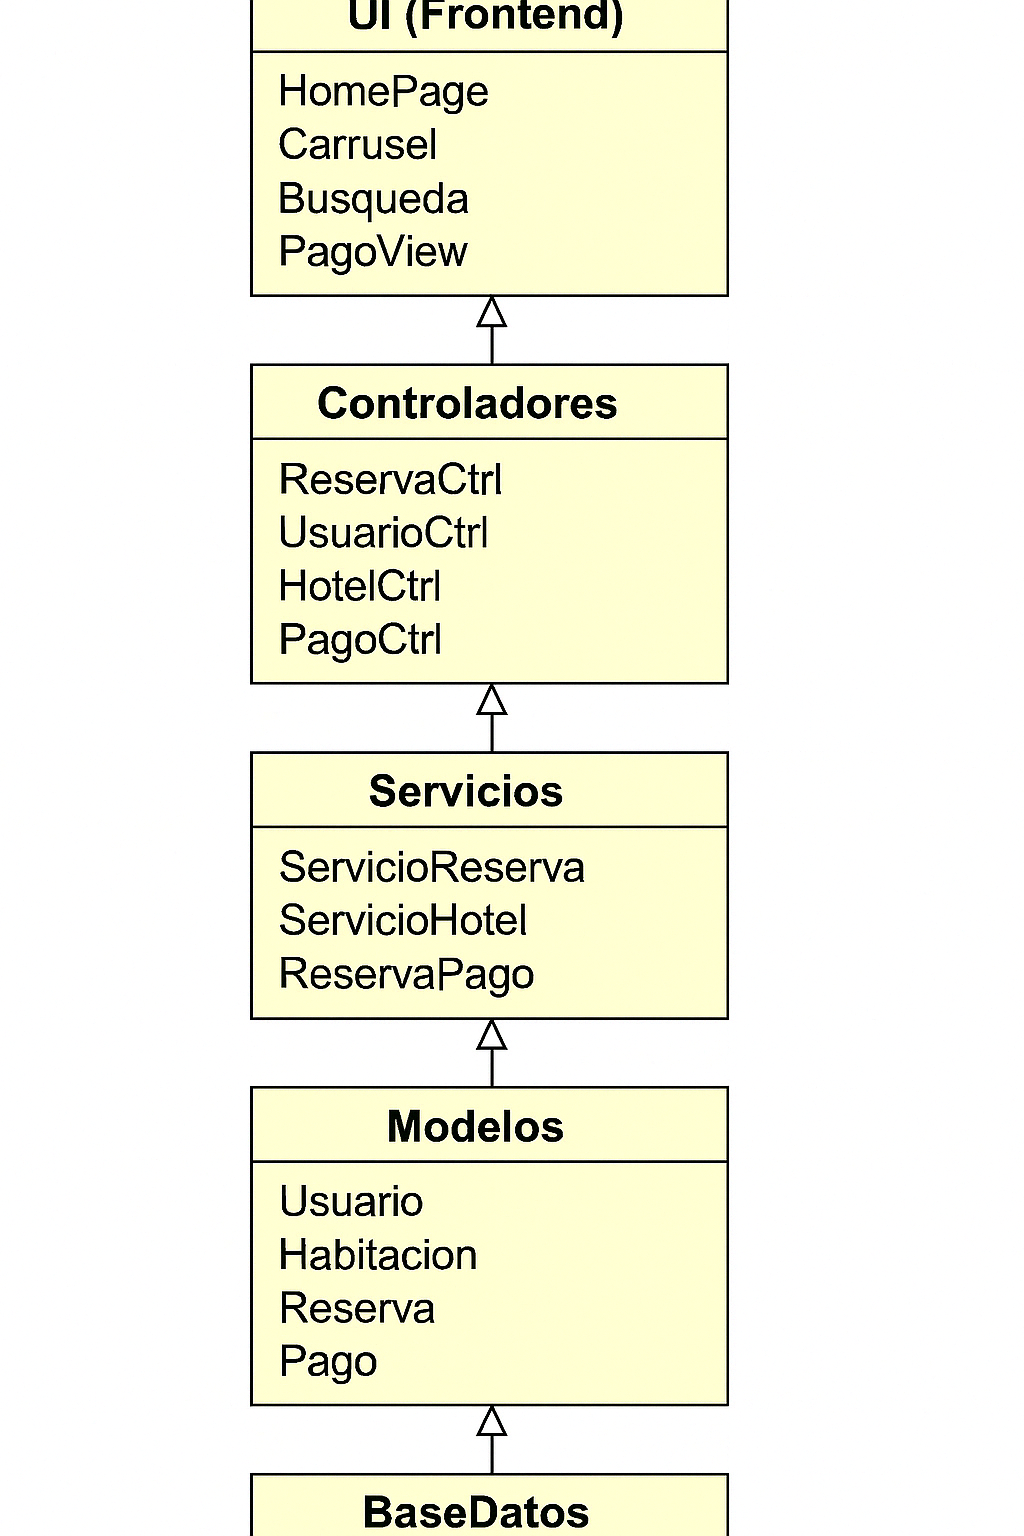 UI (Frontend)
HomePage
Carrusel
Busqueda
PagoView
Controladores
ReservaCtrl
UsuarioCtrl
HotelCtrl
PagoCtrl
Servicios
ServicioReserva
ServicioHotel
ReservaPago
Modelos
Usuario
Habitacion
Reserva
Pago
BaseDatos